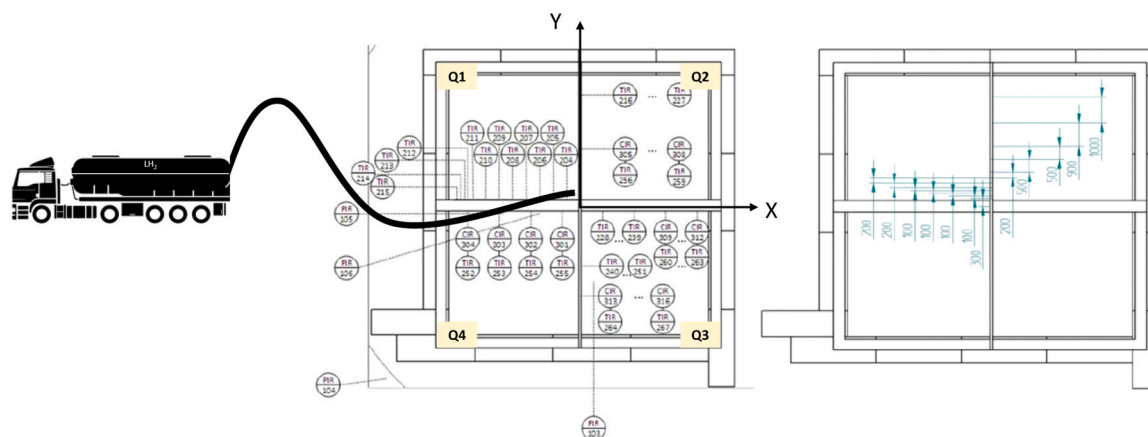 Y
Q1
Q2
TIR 216 ... TIR 227
TIR 211 TIR 209 TIR 207 TIR 205
TIR 210 TIR 208 TIR 206 TIR 204
CIR 305 ... CIR 308
TIR 212
TIR 213
TIR 214
TIR 215
TIR 256 TIR 259
LH2
X
PIR 105
CIR 304 CIR 303 CIR 302 CIR 301
TIR 228 ... TIR 239 CIR 309 ... CIR 312
PIR 106
TIR 252 TIR 253 TIR 254 TIR 255
TIR 240 ... TIR 251 TIR 260 ... TIR 263
CIR 313 ... CIR 316
TIR 264 TIR 267
Q4
Q3
PIR 104
PIR 103
1000
900
500
500
200
200
200
100
100
100
100
300